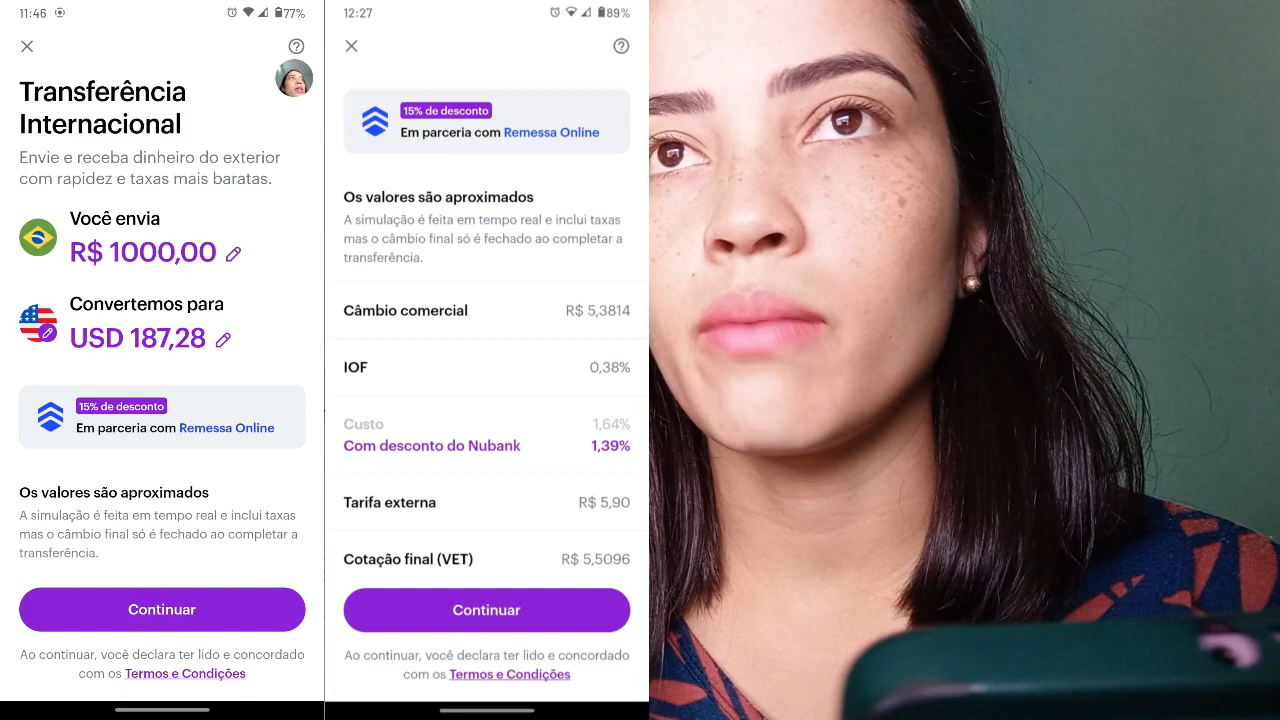 11:46
77%
Transferência
Internacional
Envie e receba dinheiro do exterior
com rapidez e taxas mais baratas.
Você envia
R$ 1000,00
Convertemos para
USD 187,28
15% de desconto
Em parceria com Remessa Online
Os valores são aproximados
A simulação é feita em tempo real e inclui taxas
mas o câmbio final só é fechado ao completar a
transferência.
Continuar
Ao continuar, você declara ter lido e concordado
com os Termos e Condições
12:27
89%
15% de desconto
Em parceria com Remessa Online
Os valores são aproximados
A simulação é feita em tempo real e inclui taxas
mas o câmbio final só é fechado ao completar a
transferência.
Câmbio comercial R$ 5,3814
IOF 0,38%
Custo 1,64%
Com desconto do Nubank 1,39%
Tarifa externa R$ 5,90
Cotação final (VET) R$ 5,5096
Continuar
Ao continuar, você declara ter lido e concordado
com os Termos e Condições